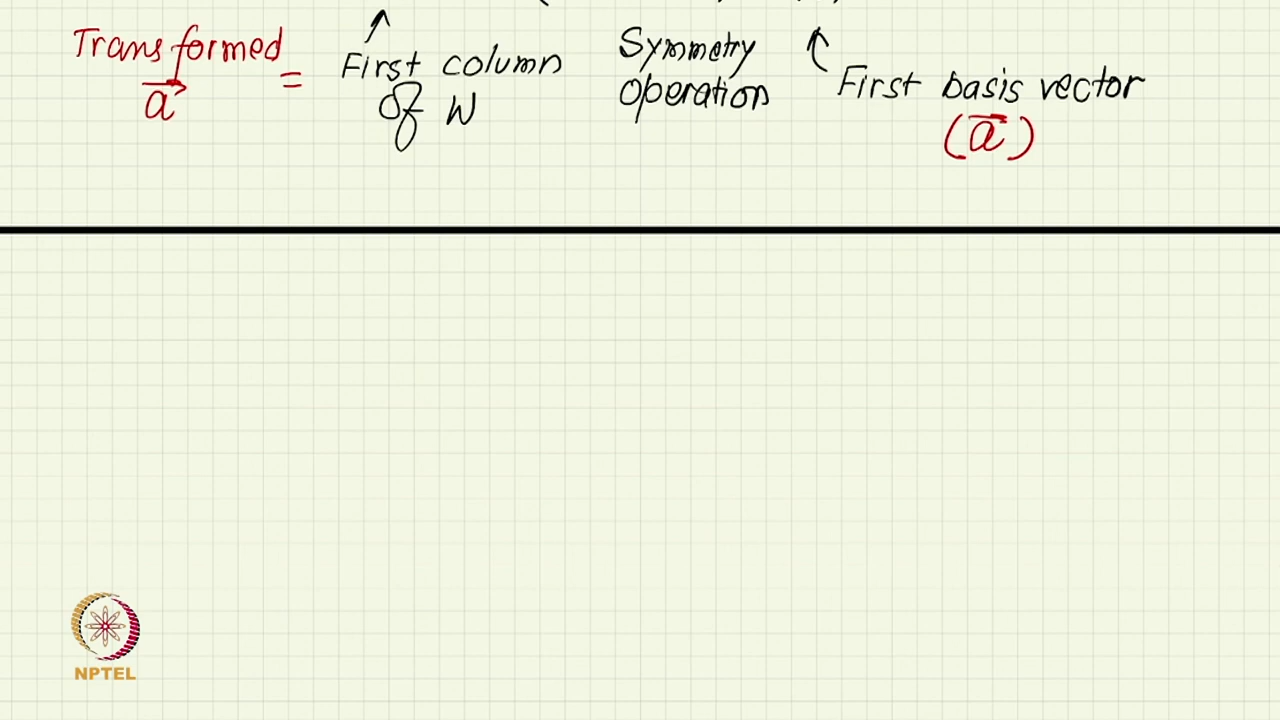 Transformed a⃗ = First column of W
Symmetry operation
First basis vector (a⃗)
NPTEL